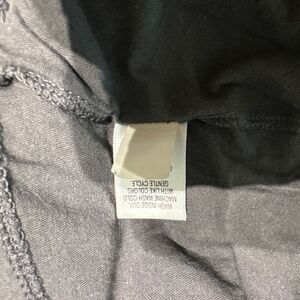 WASH INSIDE OUT.
MACHINE WASH COLD
WITH LIKE COLORS.
GENTLE CYCLE.